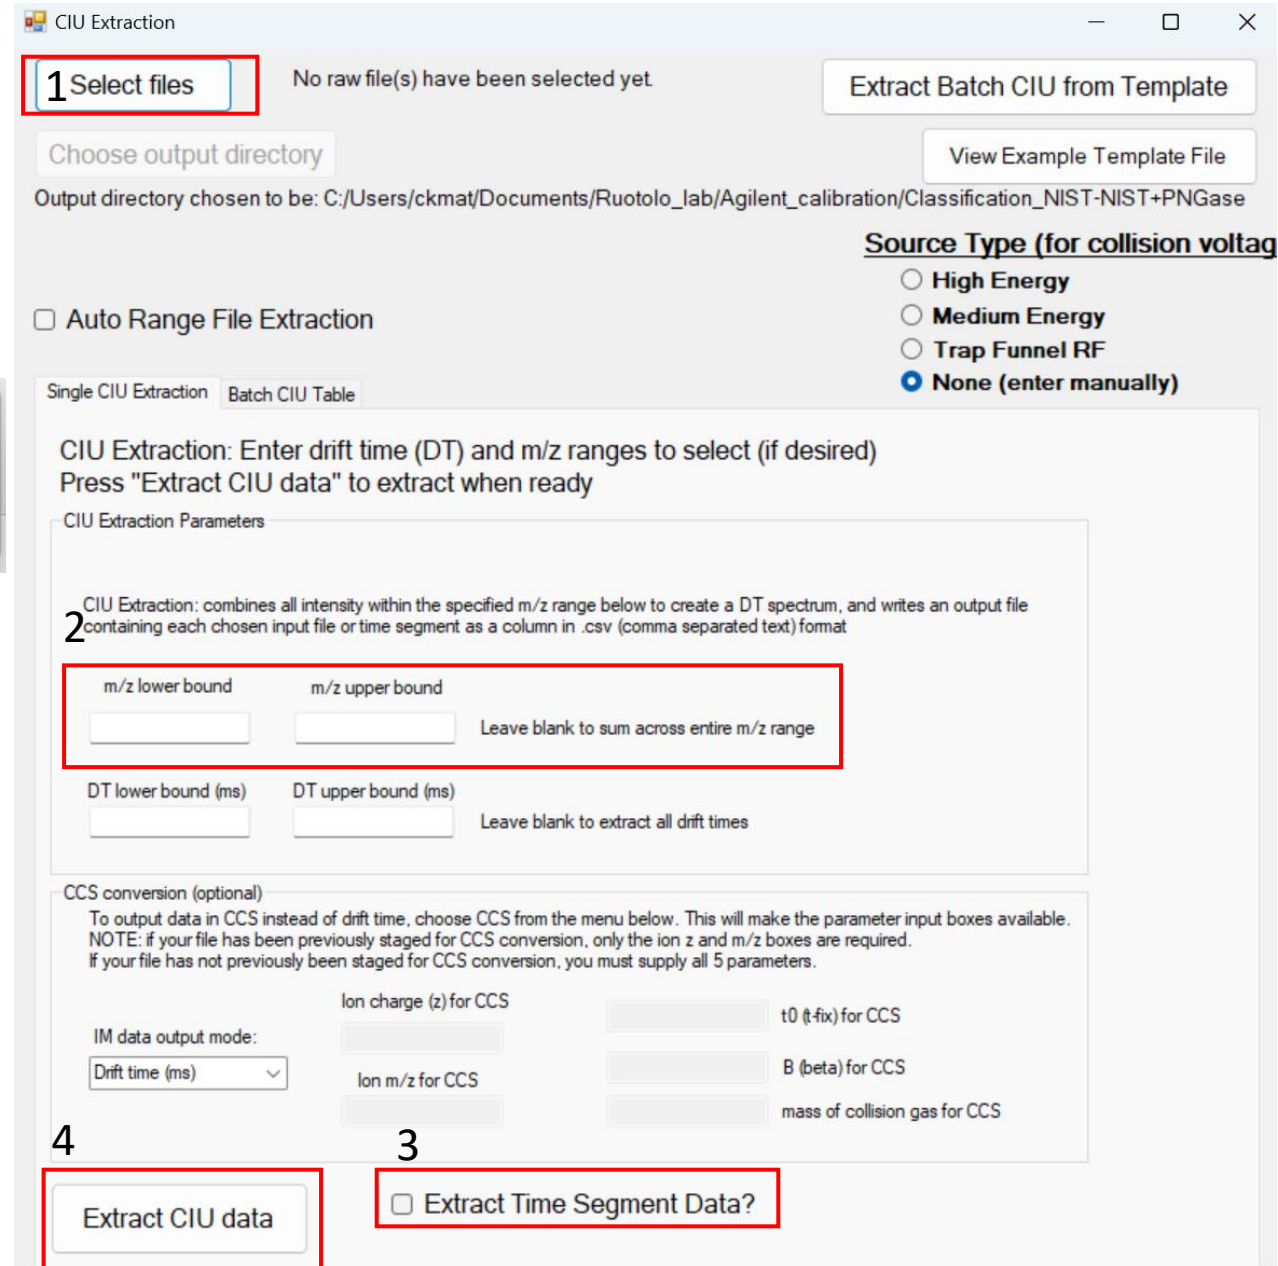 CIU Extraction
1 Select files
No raw file(s) have been selected yet.
Extract Batch CIU from Template
Choose output directory
View Example Template File
Output directory chosen to be: C:/Users/ckmat/Documents/Ruotolo_lab/Agilent_calibration/Classification_NIST-NIST+PNGase
Source Type (for collision voltag
High Energy
Auto Range File Extraction
Medium Energy
Trap Funnel RF
None (enter manually)
Single CIU Extraction
Batch CIU Table
CIU Extraction: Enter drift time (DT) and m/z ranges to select (if desired)
Press "Extract CIU data" to extract when ready
CIU Extraction Parameters
CIU Extraction: combines all intensity within the specified m/z range below to create a DT spectrum, and writes an output file
2
containing each chosen input file or time segment as a column in .csv (comma separated text) format
m/z lower bound
m/z upper bound
Leave blank to sum across entire m/z range
DT lower bound (ms)
DT upper bound (ms)
Leave blank to extract all drift times
CCS conversion (optional)
To output data in CCS instead of drift time, choose CCS from the menu below. This will make the parameter input boxes available.
NOTE: if your file has been previously staged for CCS conversion, only the ion z and m/z boxes are required.
If your file has not previously been staged for CCS conversion, you must supply all 5 parameters.
Ion charge (z) for CCS
t0 (t-fix) for CCS
IM data output mode:
Drift time (ms)
Ion m/z for CCS
B (beta) for CCS
mass of collision gas for CCS
4
3
Extract CIU data
Extract Time Segment Data?